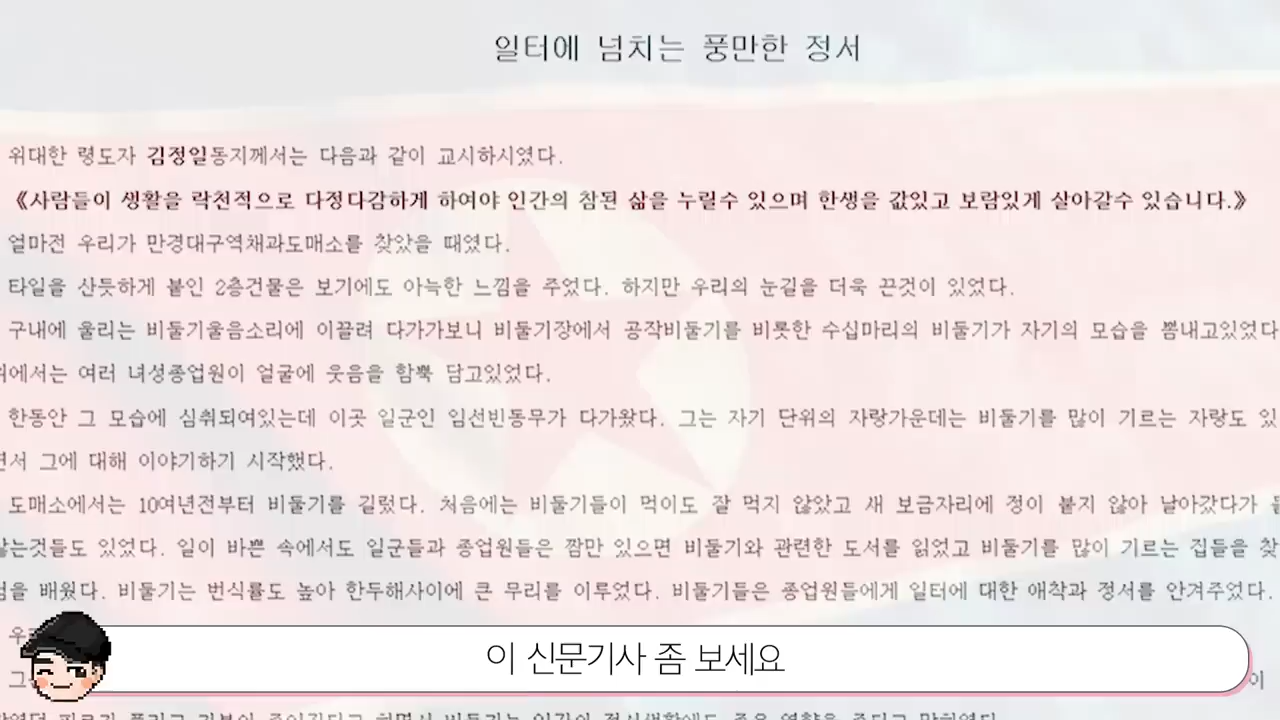 일터에 넘치는 풍만한 정서
위대한 령도자 김정일동지께서는 다음과 같이 교시하시였다.
《사람들이 생활을 락천적으로 다정다감하게 하여야 인간의 참된 삶을 누릴수 있으며 한생을 값있고 보람있게 살아갈수 있습니다.》
얼마전 우리가 만경대구역채과도매소를 찾았을 때였다.
타일을 산듯하게 붙인 2층건물은 보기에도 아늑한 느낌을 주었다. 하지만 우리의 눈길을 더욱 끈것이 있었다.
구내에 울리는 비둘기울음소리에 이끌려 다가가보니 비둘기장에서 공작비둘기를 비롯한 수십마리의 비둘기가 자기의 모습을 뽐내고있었다
에서는 여러 녀성종업원이 얼굴에 웃음을 함뿍 담고있었다.
한동안 그 모습에 심취되여있는데 이곳 일군인 임선빈동무가 다가왔다. 그는 자기 단위의 자랑가운데는 비둘기를 많이 기르는 자랑도 있
면서 그에 대해 이야기하기 시작했다.
도매소에서는 10여년전부터 비둘기를 길렀다. 처음에는 비둘기들이 먹이도 잘 먹지 않았고 새 보금자리에 정이 붙지 않아 날아갔다가
않는것들도 있었다. 일이 바쁜 속에서도 일군들과 종업원들은 짬만 있으면 비둘기와 관련한 도서를 읽었고 비둘기를 많이 기르는 집들을 찾
험을 배웠다. 비둘기는 번식률도 높아 한두해사이에 큰 무리를 이루었다. 비둘기들은 종업원들에게 일터에 대한 애착과 정서를 안겨주었다.
우
이 신문기사 좀 보세요
그
이